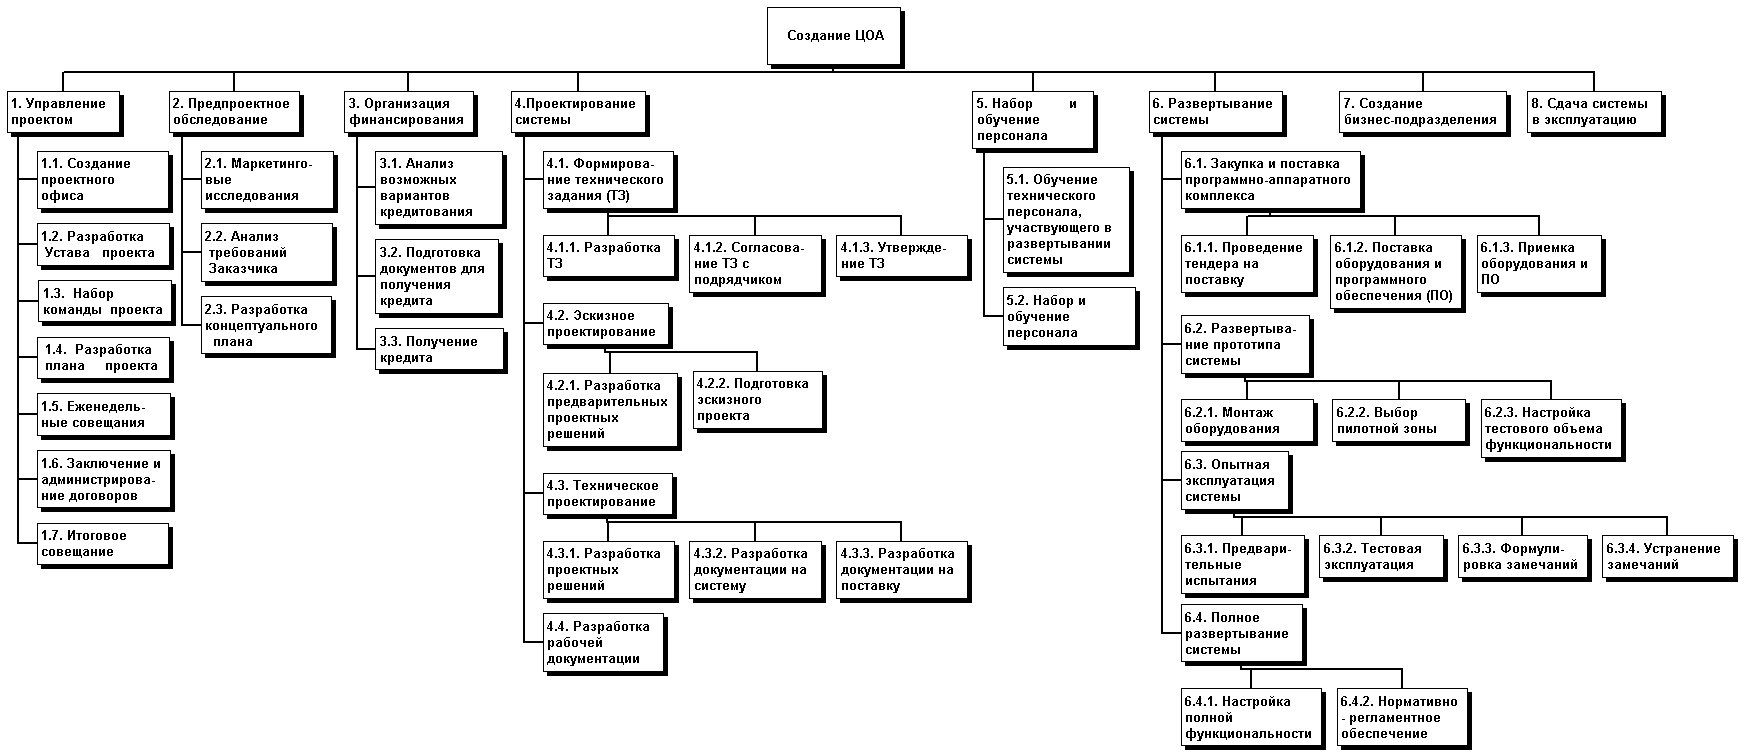 Создание ЦОА
1. Управление
проектом
2. Предпроектное
обследование
3. Организация
финансирования
4.Проектирование
системы
5. Набор и
обучение
персонала
6. Развертывание
системы
7. Создание
бизнес-подразделения
8. Сдача системы
в эксплуатацию
1.1. Создание
проектного
офиса
1.2. Разработка
Устава проекта
1.3. Набор
команды проекта
1.4. Разработка
плана проекта
1.5. Еженедель-
ные совещания
1.6. Заключение и
администрирова-
ние договоров
1.7. Итоговое
совещание
2.1. Маркетинго-
вые
исследования
2.2. Анализ
требований
Заказчика
2.3. Разработка
концептуального
плана
3.1. Анализ
возможных
вариантов
кредитования
3.2. Подготовка
документов для
получения
кредита
3.3. Получение
кредита
4.1. Формирова-
ние технического
задания (ТЗ)
4.1.1. Разработка
ТЗ
4.1.2. Согласова-
ние ТЗ с
подрядчиком
4.1.3. Утвержде-
ние ТЗ
4.2. Эскизное
проектирование
4.2.1. Разработка
предварительных
проектных
решений
4.2.2. Подготовка
эскизного
проекта
4.3. Техническое
проектирование
4.3.1. Разработка
проектных
решений
4.3.2. Разработка
документации на
систему
4.3.3. Разработка
документации на
поставку
4.4. Разработка
рабочей
документации
5.1. Обучение
технического
персонала,
участвующего в
развертывании
системы
5.2. Набор и
обучение
персонала
6.1. Закупка и поставка
программно-аппаратного
комплекса
6.1.1. Проведение
тендера на
поставку
6.1.2. Поставка
оборудования и
программного
обеспечения (ПО)
6.1.3. Приемка
оборудования и
ПО
6.2. Развертыва-
ние прототипа
системы
6.2.1. Монтаж
оборудования
6.2.2. Выбор
пилотной зоны
6.2.3. Настройка
тестового объема
функциональности
6.3. Опытная
эксплуатация
системы
6.3.1. Предвари-
тельные
испытания
6.3.2. Тестовая
эксплуатация
6.3.3. Формули-
ровка замечаний
6.3.4. Устранение
замечаний
6.4. Полное
развертывание
системы
6.4.1. Настройка
полной
функциональности
6.4.2. Нормативно
- регламентное
обеспечение